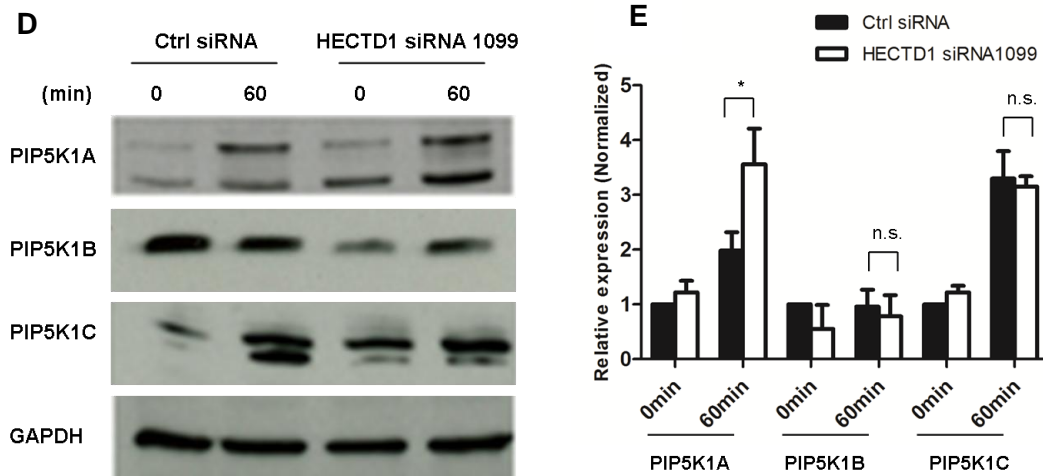 D
Ctrl siRNA HECTD1 siRNA 1099
(min) 0 60 0 60
PIP5K1A
PIP5K1B
PIP5K1C
GAPDH
E
Ctrl siRNA
HECTD1 siRNA1099
Relative expression (Normalized)
5
4
3
2
1
0
*
n.s.
n.s.
0min 60min 0min 60min 0min 60min
PIP5K1A PIP5K1B PIP5K1C